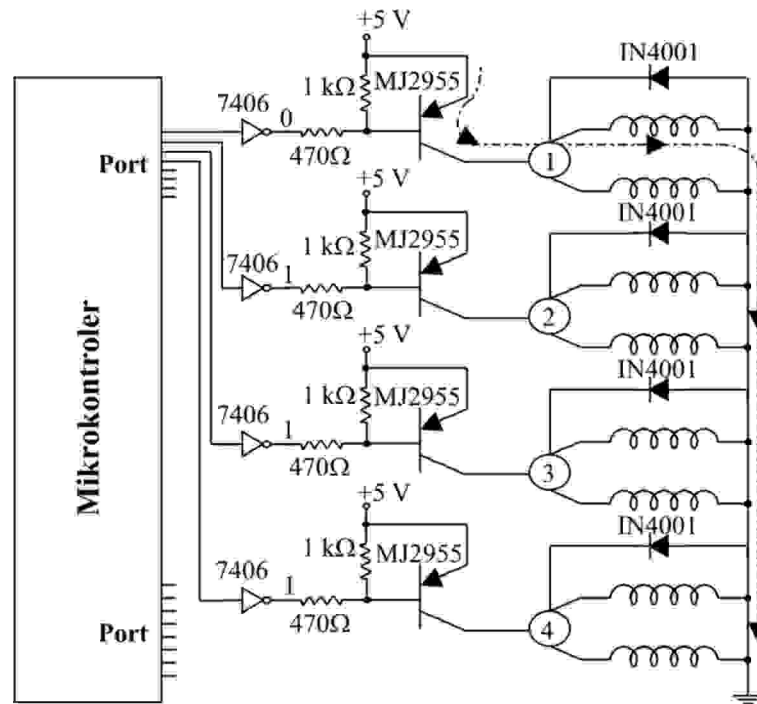 +5 V
1 kΩ
MJ2955
7406
0
470Ω
1
IN4001
Port
+5 V
1 kΩ
MJ2955
7406
1
470Ω
2
IN4001
+5 V
1 kΩ
MJ2955
7406
1
470Ω
3
IN4001
+5 V
1 kΩ
MJ2955
7406
1
470Ω
4
IN4001
Mikrokontroler
Port